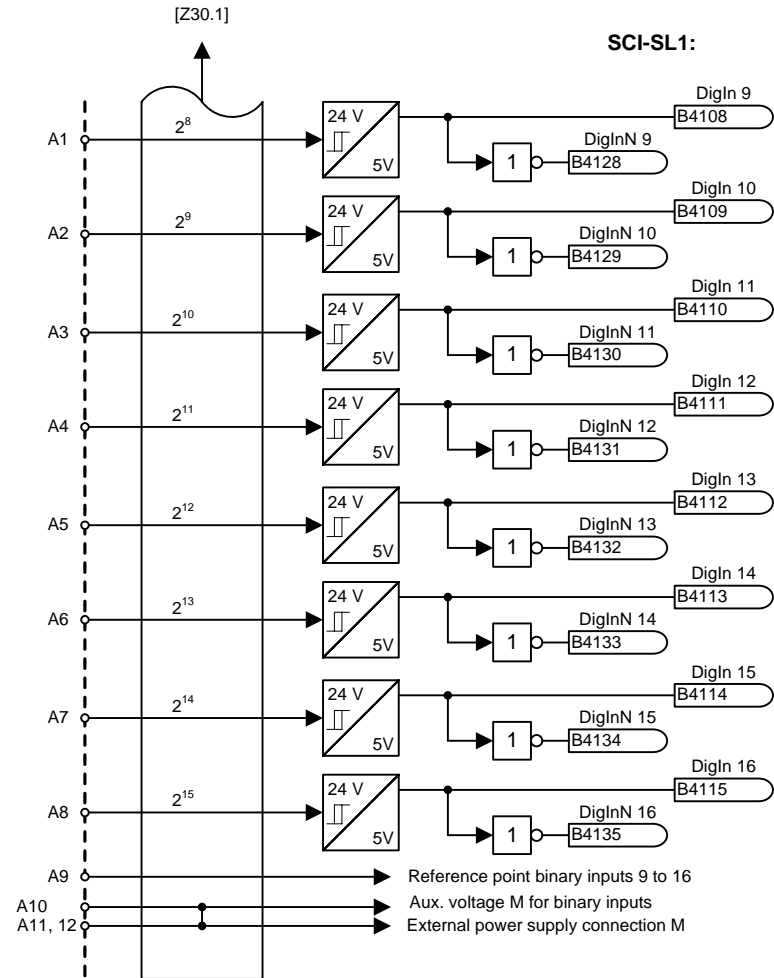 [Z30.1]
SCI-SL1:
DigIn 9
A1 2^8 24 V B4108
DigInN 9
5V 1 B4128
DigIn 10
A2 2^9 24 V B4109
DigInN 10
5V 1 B4129
DigIn 11
A3 2^10 24 V B4110
DigInN 11
5V 1 B4130
DigIn 12
A4 2^11 24 V B4111
DigInN 12
5V 1 B4131
DigIn 13
A5 2^12 24 V B4112
DigInN 13
5V 1 B4132
DigIn 14
A6 2^13 24 V B4113
DigInN 14
5V 1 B4133
DigIn 15
A7 2^14 24 V B4114
DigInN 15
5V 1 B4134
DigIn 16
A8 2^15 24 V B4115
DigInN 16
5V 1 B4135
A9 Reference point binary inputs 9 to 16
A10 Aux. voltage M for binary inputs
A11, 12 External power supply connection M